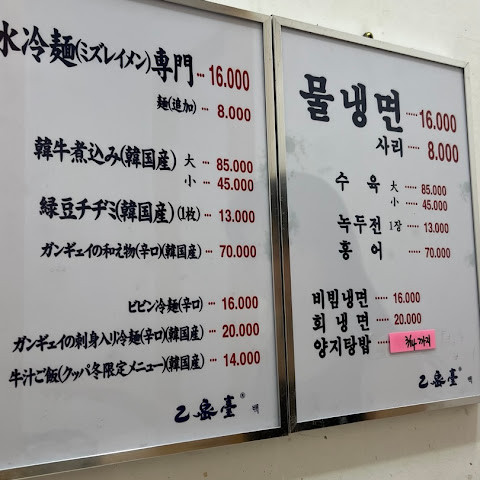 水冷麺(ミズレイメン)専門 ··· 16.000
麺(追加) ··· 8.000
韓牛煮込み(韓国産) 大 ··· 85.000
小 ··· 45.000
緑豆チヂミ(韓国産)(1枚) ··· 13.000
ガンギェイの和え物(辛口)(韓国産) ··· 70.000
ビビン冷麺(辛口) ··· 16.000
ガンギェイの刺身入り冷麺(辛口)(韓国産) ··· 20.000
牛汁ご飯(クッパ冬限定メニュー)(韓国産) ··· 14.000
乙密臺® 백
물냉면 ····· 16.000
사리 ···· 8.000
수육 大 ···· 85.000
小 ···· 45.000
녹두전 1장 ···· 13.000
홍어 ···· 70.000
비빔냉면 ····· 16.000
회냉면 ····· 20.000
양지탕밥 ·····
乙密臺® 백